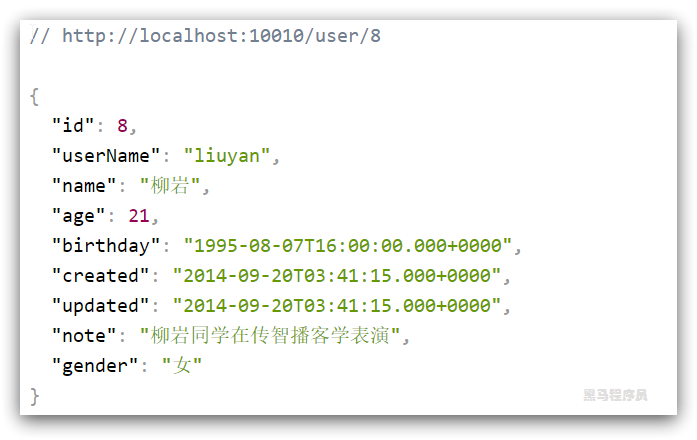 // http://localhost:10010/user/8
{
"id": 8,
"userName": "liuyan",
"name": "柳岩",
"age": 21,
"birthday": "1995-08-07T16:00:00.000+0000",
"created": "2014-09-20T03:41:15.000+0000",
"updated": "2014-09-20T03:41:15.000+0000",
"note": "柳岩同学在传智播客学表演",
"gender": "女"
}
黑马程序员